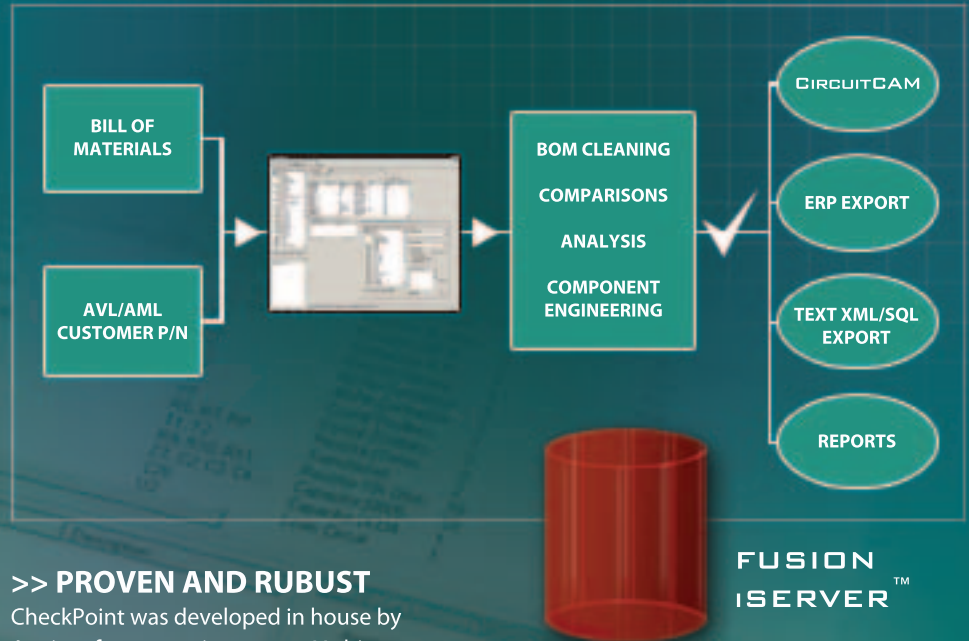 BILL OF
MATERIALS
AVL/AML
CUSTOMER P/N
BOM CLEANING
COMPARISONS
ANALYSIS
COMPONENT
ENGINEERING
CIRCUITCAM
ERP EXPORT
TEXT XML/SQL
EXPORT
REPORTS
FUSION
ISERVER™
>> PROVEN AND RUBUST
CheckPoint was developed in house by